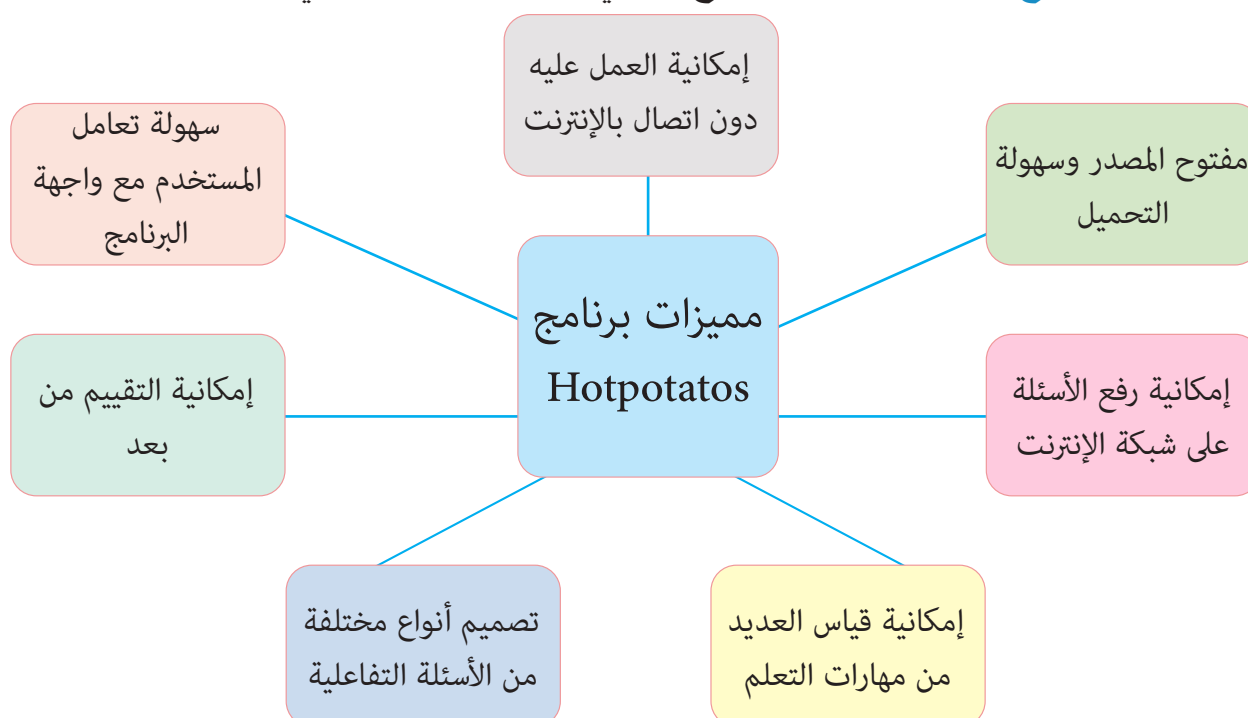 إمكانية العمل عليه
دون اتصال بالإنترنت
مفتوح المصدر وسهولة
التحميل
سهولة تعامل
المستخدم مع واجهة
البرنامج
مميزات برنامج
Hotpotatos
إمكانية رفع الأسئلة
على شبكة الإنترنت
إمكانية التقييم من
بعد
إمكانية قياس العديد
من مهارات التعلم
تصميم أنواع مختلفة
من الأسئلة التفاعلية